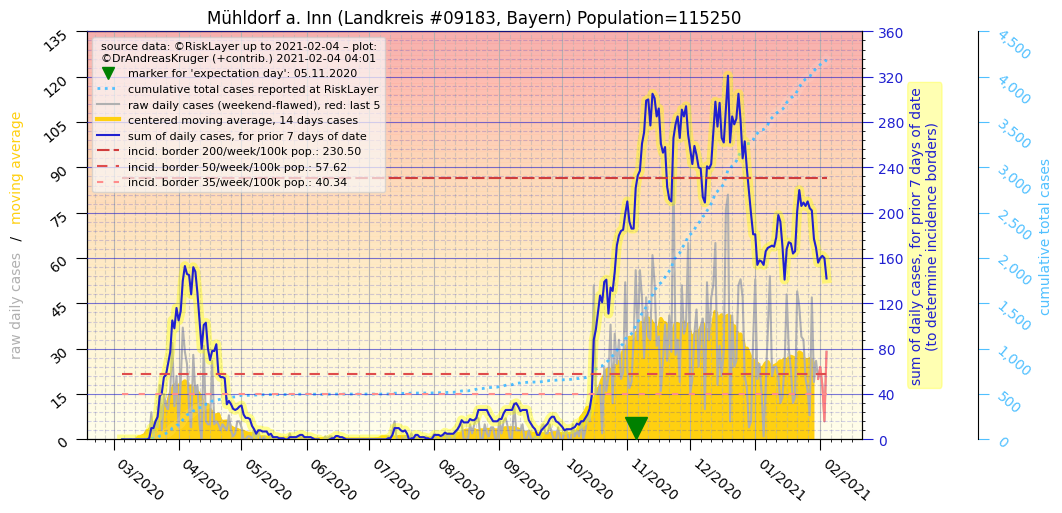 Mühldorf a. Inn (Landkreis #09183, Bayern) Population=115250
source data: ©RiskLayer up to 2021-02-04 – plot:
©DrAndreasKruger (+contrib.) 2021-02-04 04:01
marker for 'expectation day': 05.11.2020
cumulative total cases reported at RiskLayer
raw daily cases (weekend-flawed), red: last 5
centered moving average, 14 days cases
sum of daily cases, for prior 7 days of date
incid. border 200/week/100k pop.: 230.50
incid. border 50/week/100k pop.: 57.62
incid. border 35/week/100k pop.: 40.34
raw daily cases / moving average
135
120
105
90
75
60
45
30
15
0
03/2020
04/2020
05/2020
06/2020
07/2020
08/2020
09/2020
10/2020
11/2020
12/2020
01/2021
02/2021
360
320
280
240
200
160
120
80
40
0
sum of daily cases, for prior 7 days of date
(to determine incidence borders)
4,500
4,000
3,500
3,000
2,500
2,000
1,500
1,000
500
0
cumulative total cases